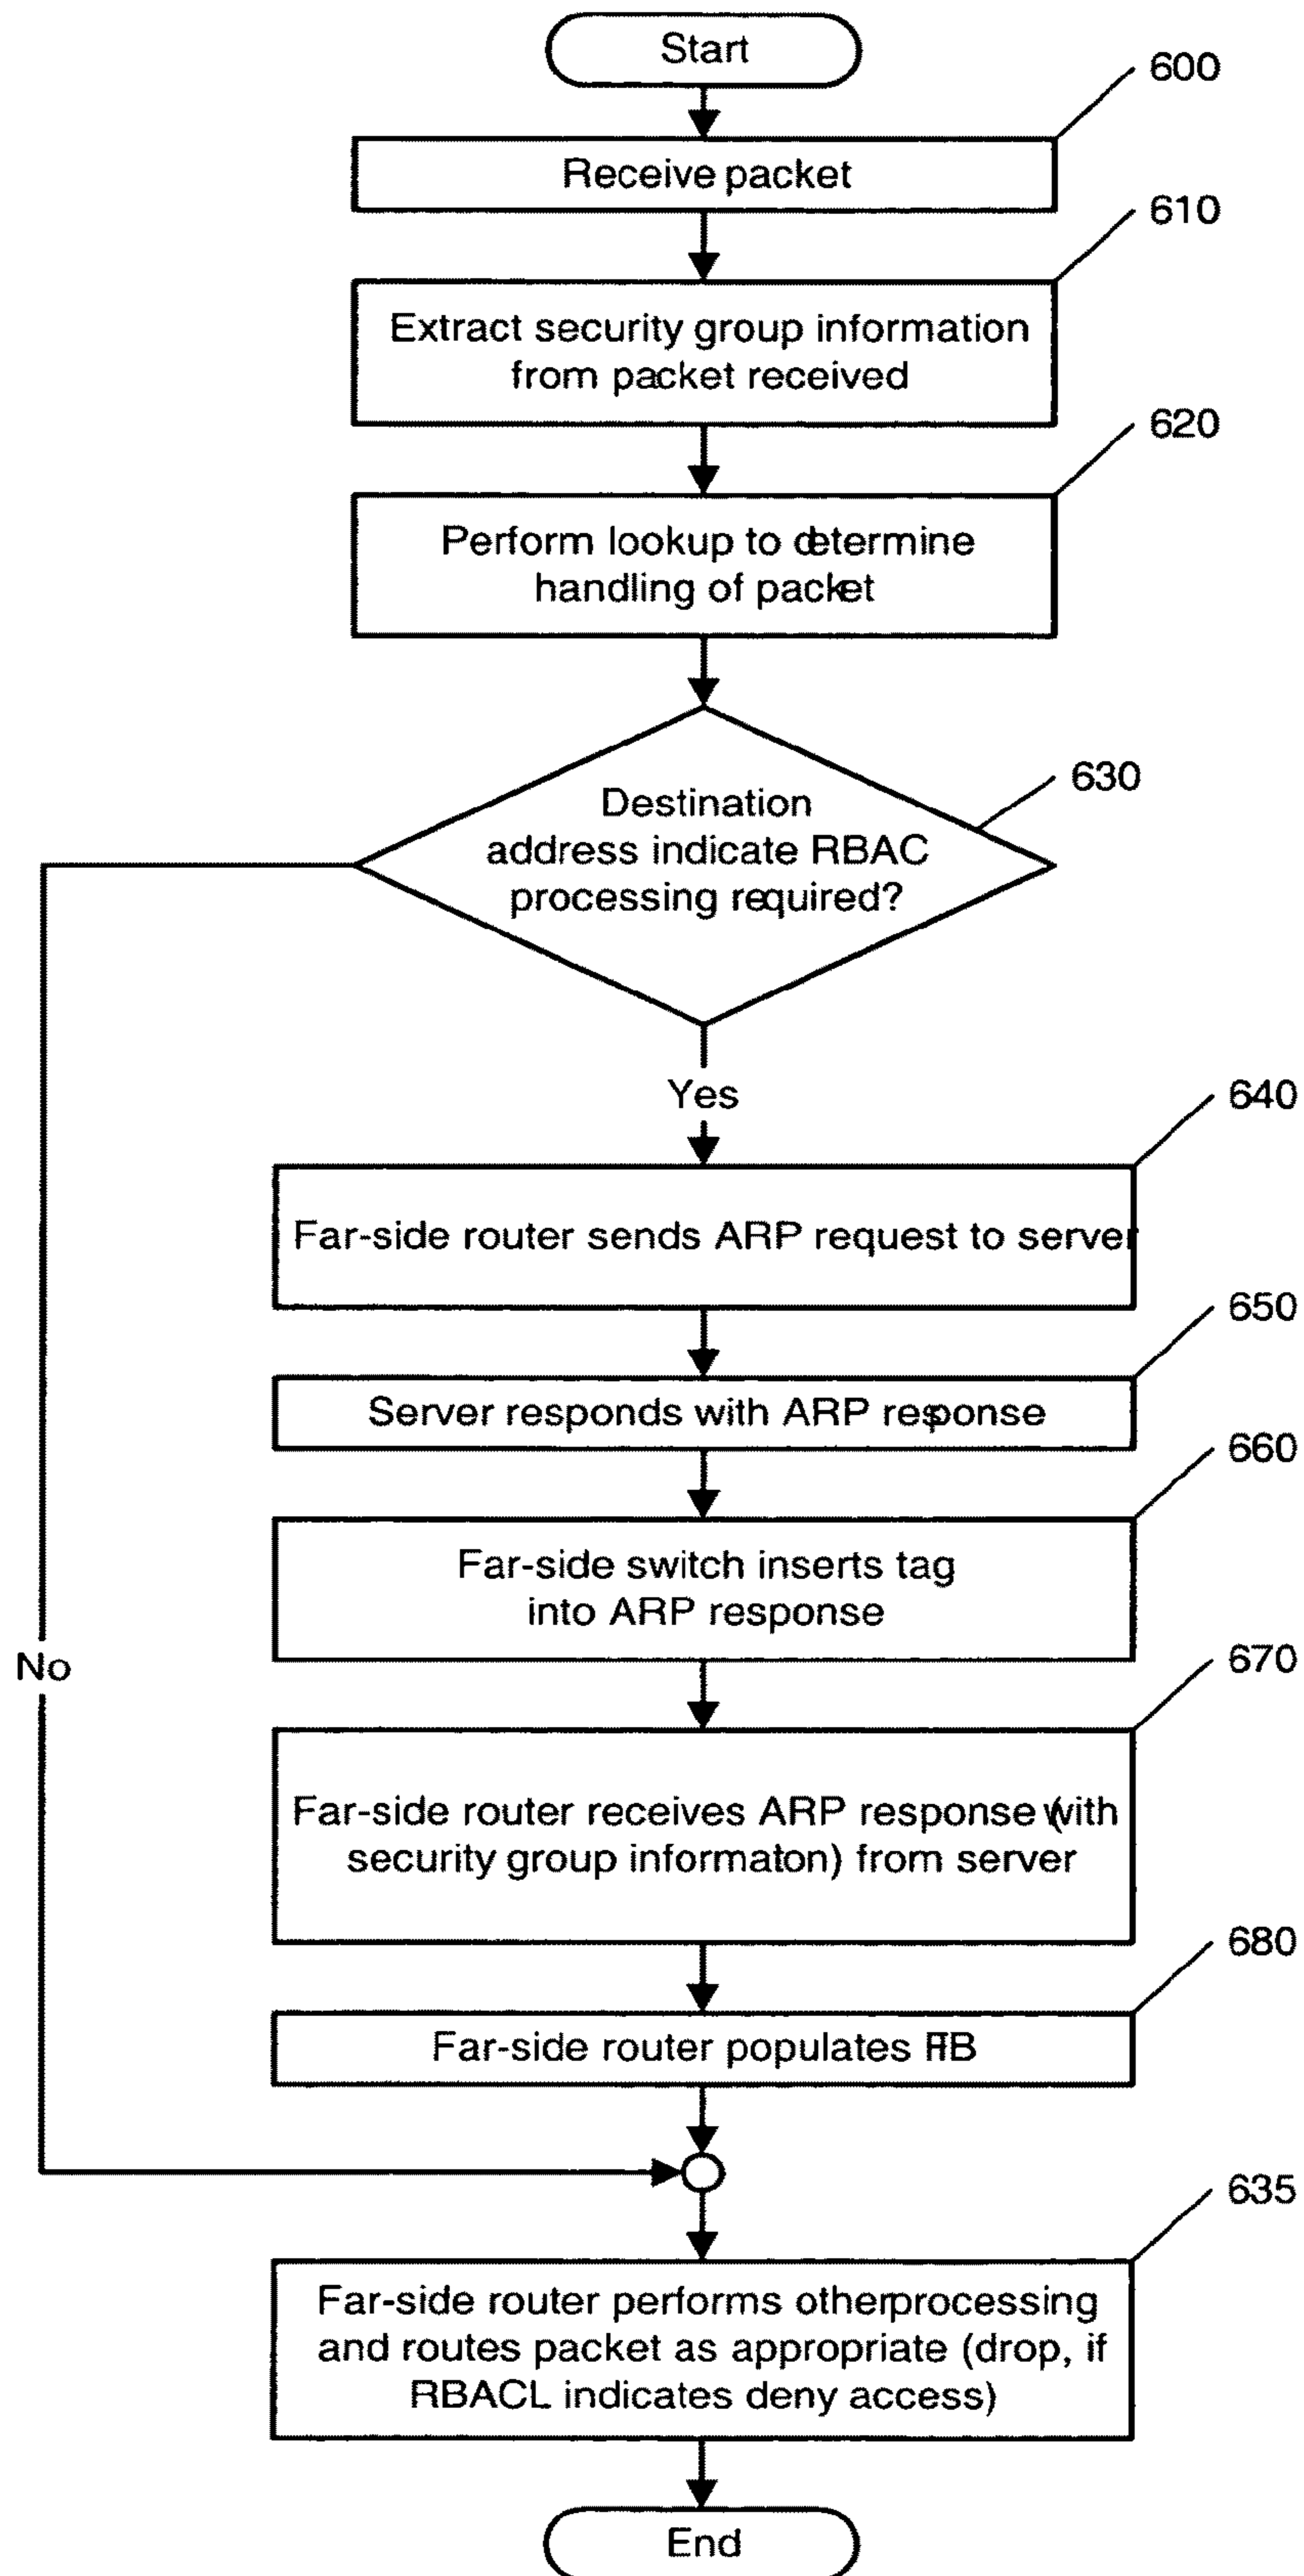 Start
600
Receive packet
610
Extract security group information
from packet received
620
Perform lookup to determine
handling of packet
630
Destination
address indicate RBAC
processing required?
Yes
640
Far-side router sends ARP request to server
650
Server responds with ARP response
660
Far-side switch inserts tag
into ARP response
No
670
Far-side router receives ARP response (with
security group informaton) from server
680
Far-side router populates FIB
635
Far-side router performs other processing
and routes packet as appropriate (drop, if
RBACL indicates deny access)
End